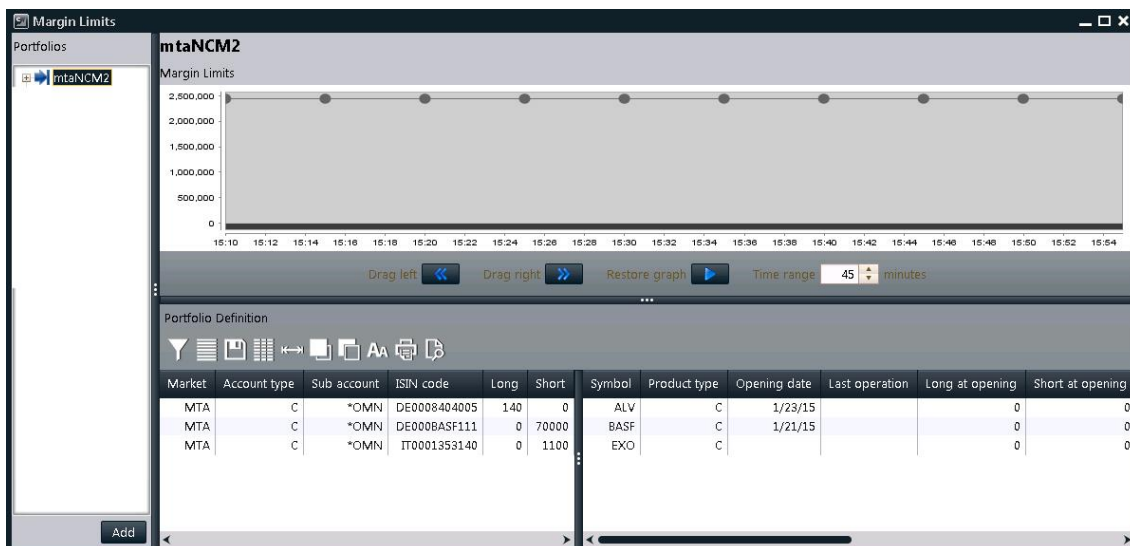 Margin Limits
Portfolios
mtaNCM2
mtaNCM2
Margin Limits
2,500,000
2,000,000
1,500,000
1,000,000
500,000
0
15:10 15:12 15:14 15:16 15:18 15:20 15:22 15:24 15:26 15:28 15:30 15:32 15:34 15:36 15:38 15:40 15:42 15:44 15:46 15:48 15:50 15:52 15:54
Drag left Drag right Restore graph Time range 45 minutes
Portfolio Definition
Market Account type Sub account ISIN code Long Short Symbol Product type Opening date Last operation Long at opening Short at opening
MTA C *OMN DE0008404005 140 0 ALV C 1/23/15 0 0
MTA C *OMN DE000BASF111 0 70000 BASF C 1/21/15 0 0
MTA C *OMN IT0001353140 0 1100 EXO C 0 0
Add